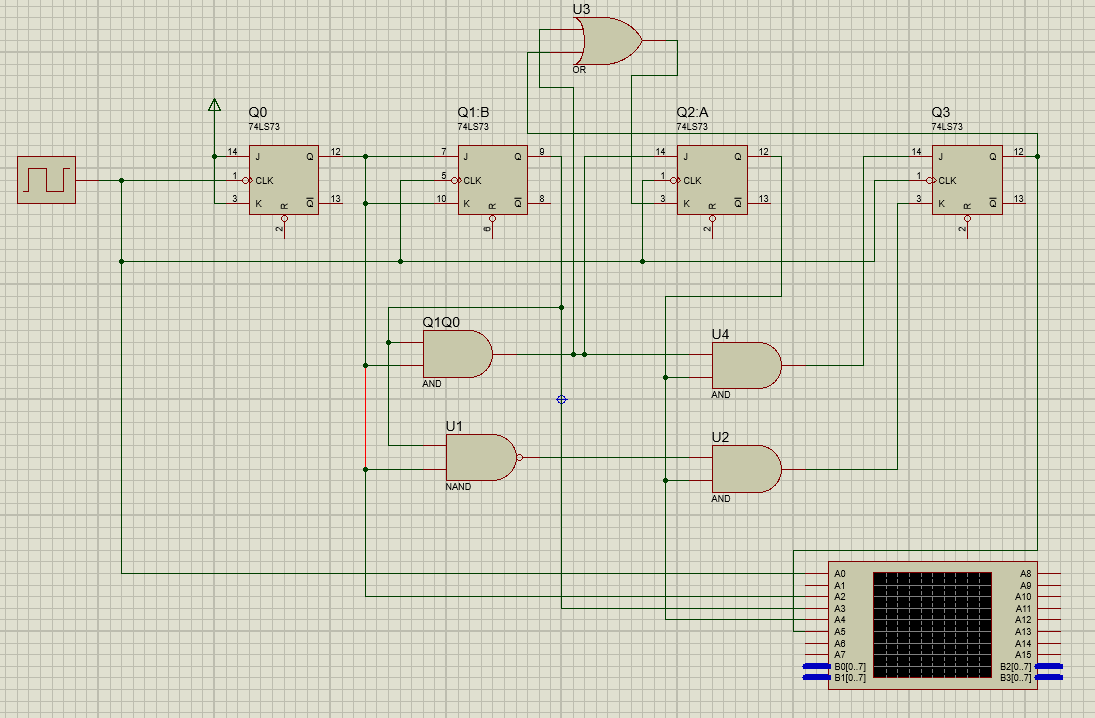 U3
OR
Q0
74LS73
Q1:B
74LS73
Q2:A
74LS73
Q3
74LS73
14 J Q 12
1 CLK
3 K Q 13
R
2
7 J Q 9
5 CLK
10 K Q 8
R
6
14 J Q 12
1 CLK
3 K Q 13
R
2
14 J Q 12
1 CLK
3 K Q 13
R
2
Q1Q0
AND
U4
AND
U1
NAND
U2
AND
A0 A8
A1 A9
A2 A10
A3 A11
A4 A12
A5 A13
A6 A14
A7 A15
B0[0..7] B2[0..7]
B1[0..7] B3[0..7]